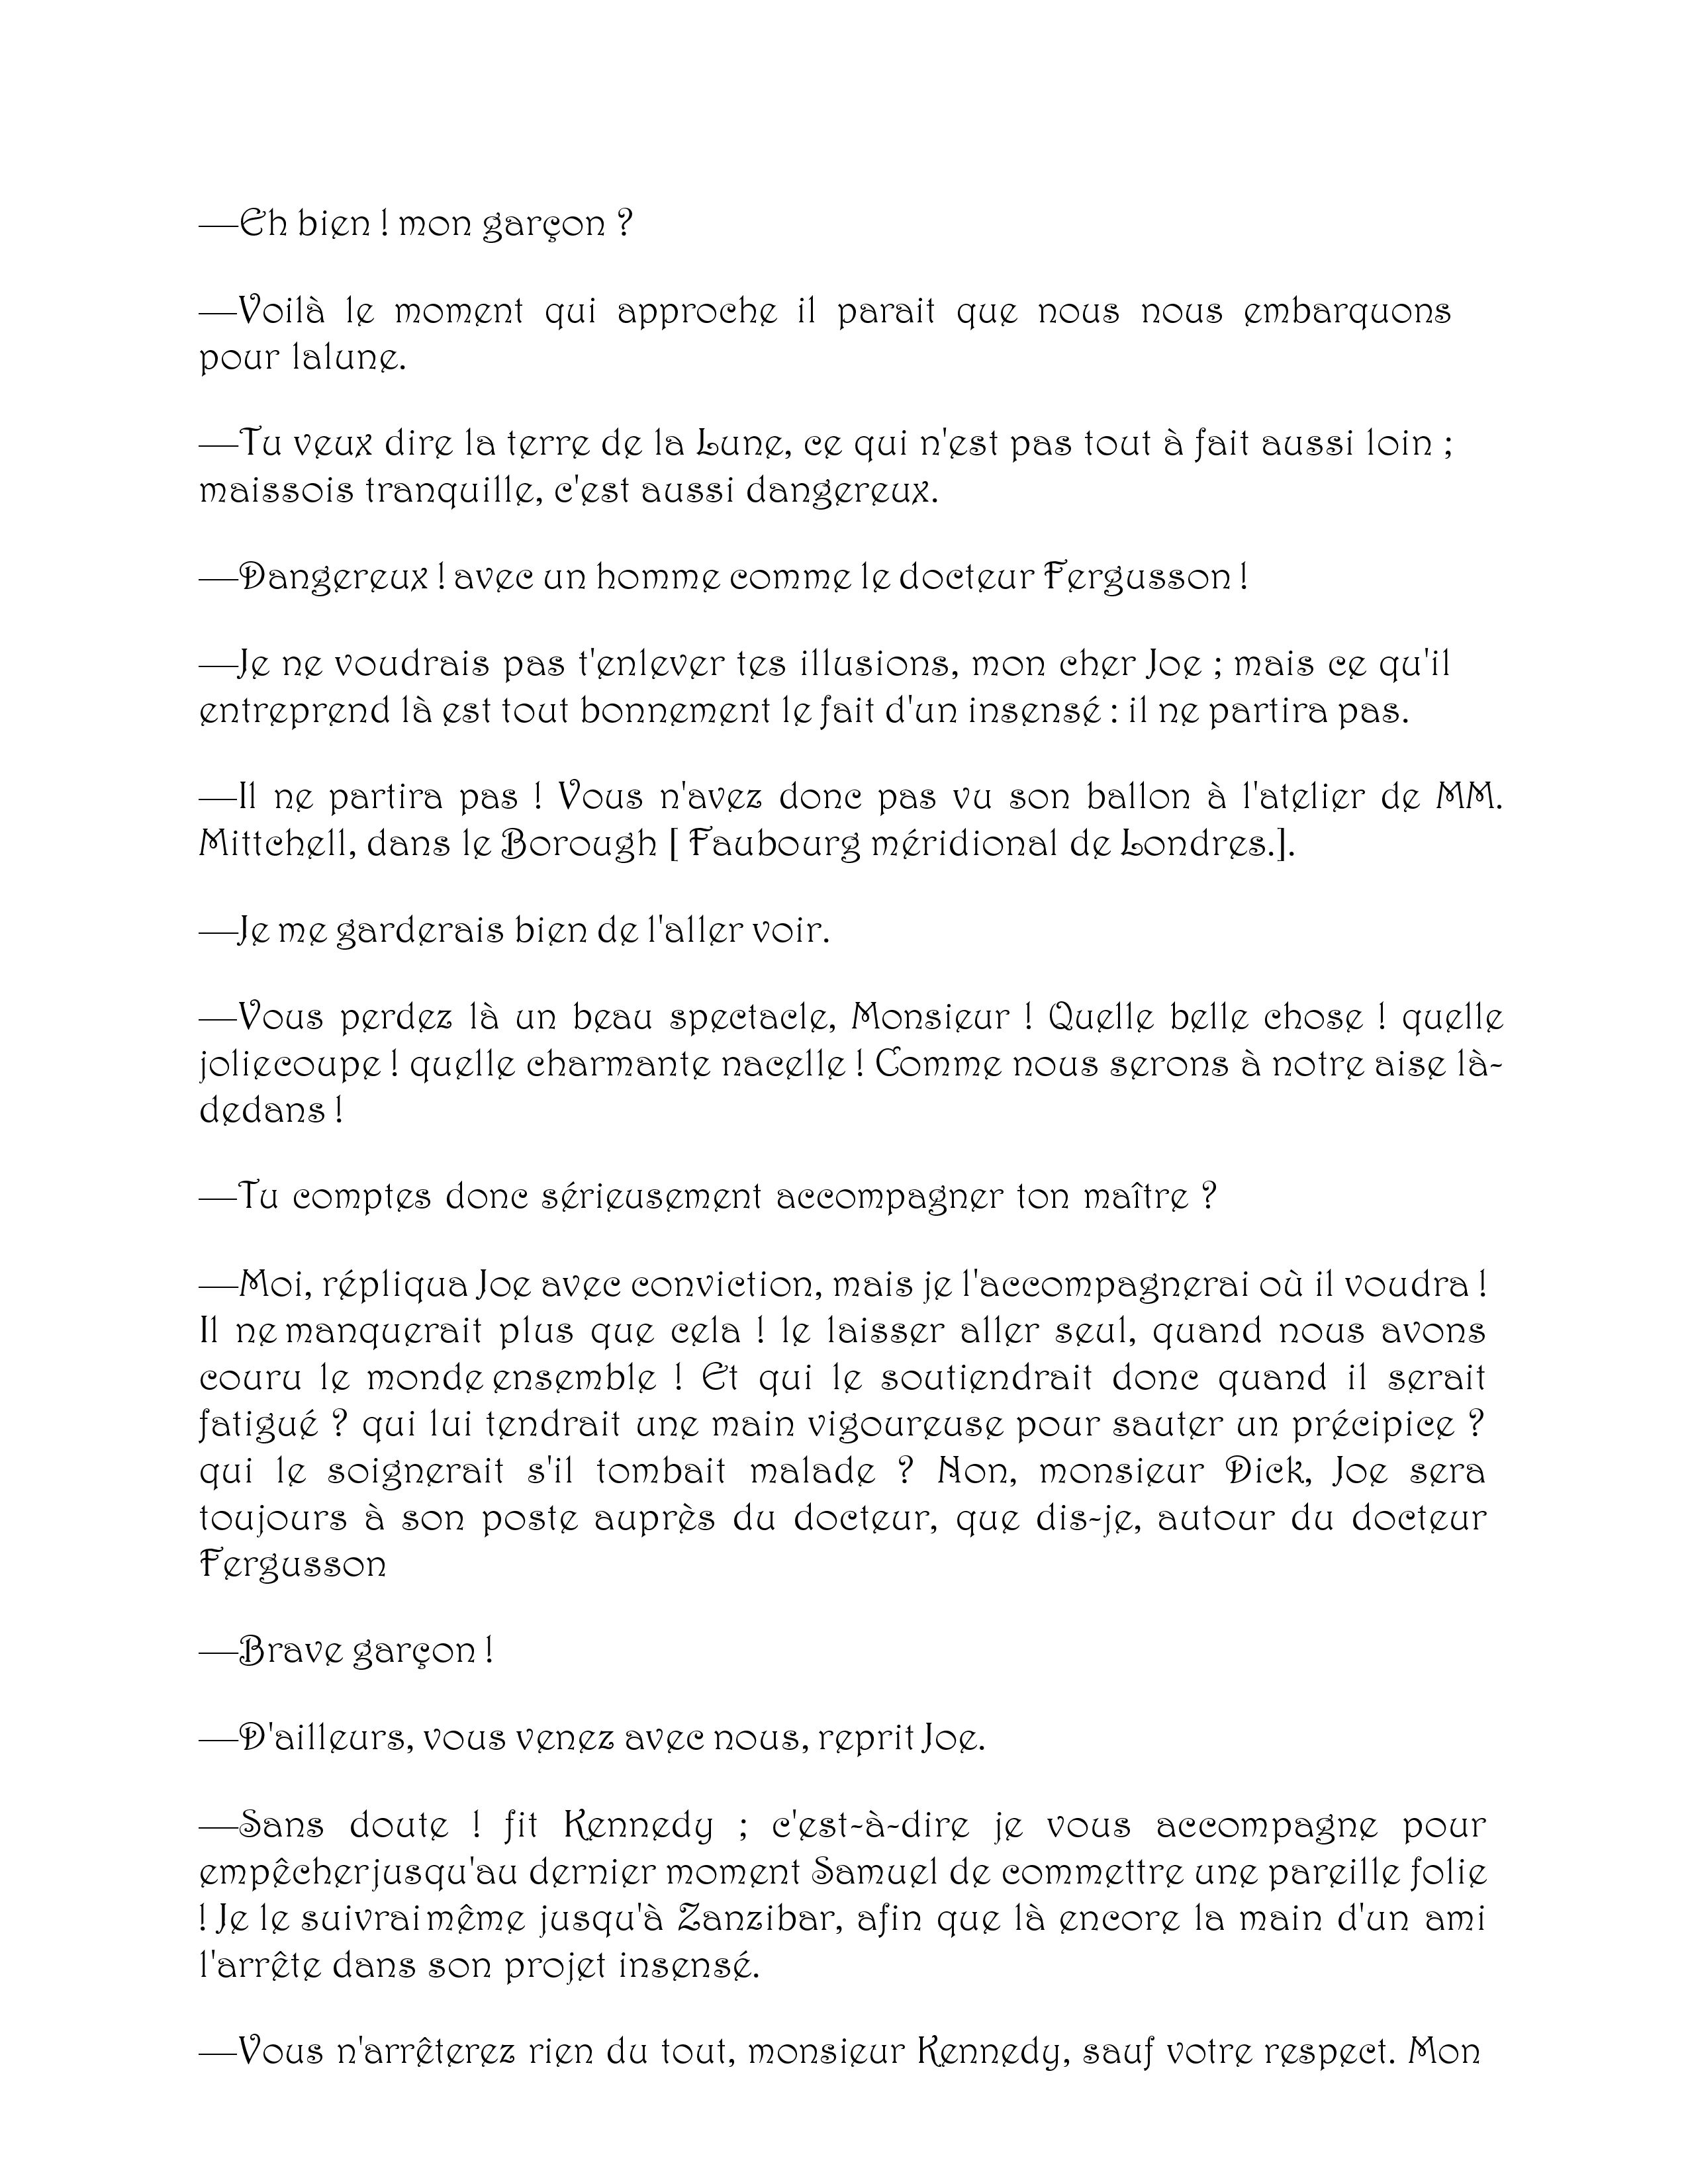 —Eh bien ! mon garçon ?
—Voilà le moment qui approche il parait que nous nous embarquons
pour lalune.
—Tu veux dire la terre de la Lune, ce qui n'est pas tout à fait aussi loin ;
maissois tranquille, c'est aussi dangereux.
—Dangereux ! avec un homme comme le docteur Fergusson !
—Je ne voudrais pas t'enlever tes illusions, mon cher Joe ; mais ce qu'il
entreprend là est tout bonnement le fait d'un insensé : il ne partira pas.
—Il ne partira pas ! Vous n'avez donc pas vu son ballon à l'atelier de MM.
Mittchell, dans le Borough [ Faubourg méridional de Londres.].
—Je me garderais bien de l'aller voir.
—Vous perdez là un beau spectacle, Monsieur ! Quelle belle chose ! quelle
joliecoupe ! quelle charmante nacelle ! Comme nous serons à notre aise là-
dedans !
—Tu comptes donc sérieusement accompagner ton maître ?
—Moi, répliqua Joe avec conviction, mais je l'accompagnerai où il voudra !
Il ne manquerait plus que cela ! le laisser aller seul, quand nous avons
couru le monde ensemble ! Et qui le soutiendrait donc quand il serait
fatigué ? qui lui tendrait une main vigoureuse pour sauter un précipice ?
qui le soignerait s'il tombait malade ? Non, monsieur Dick, Joe sera
toujours à son poste auprès du docteur, que dis-je, autour du docteur
Fergusson
—Brave garçon !
—D'ailleurs, vous venez avec nous, reprit Joe.
—Sans doute ! fit Kennedy ; c'est-à-dire je vous accompagne pour
empêcherjusqu'au dernier moment Samuel de commettre une pareille folie
! Je le suivraimême jusqu'à Zanzibar, afin que là encore la main d'un ami
l'arrête dans son projet insensé.
—Vous n'arrêterez rien du tout, monsieur Kennedy, sauf votre respect. Mon